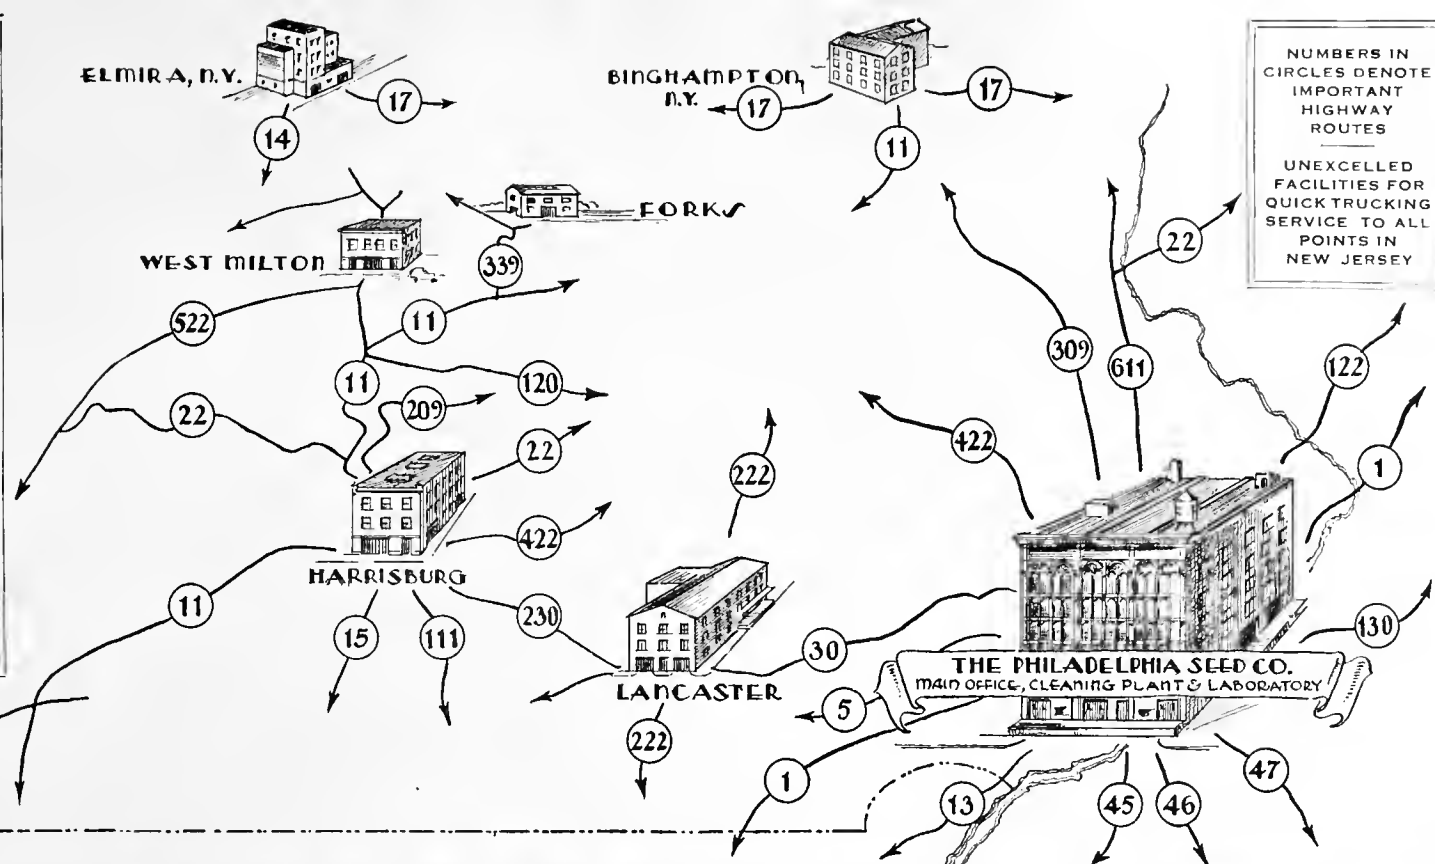 ELMIRA, N.Y.
17
14
BINGHAMPTON,
N.Y.
17
17
11
NUMBERS IN
CIRCLES DENOTE
IMPORTANT
HIGHWAY
ROUTES
UNEXCELLED
FACILITIES FOR
QUICK TRUCKING
SERVICE TO ALL
POINTS IN
NEW JERSEY
FORKS
WEST MILTON
339
22
522
11
309
611
122
11
120
22
209
22
422
1
222
422
HARRISBURG
11
15
111
230
30
130
LANCASTER
THE PHILADELPHIA SEED CO.
MAIN OFFICE, CLEANING PLANT & LABORATORY
5
222
1
13
45
46
47